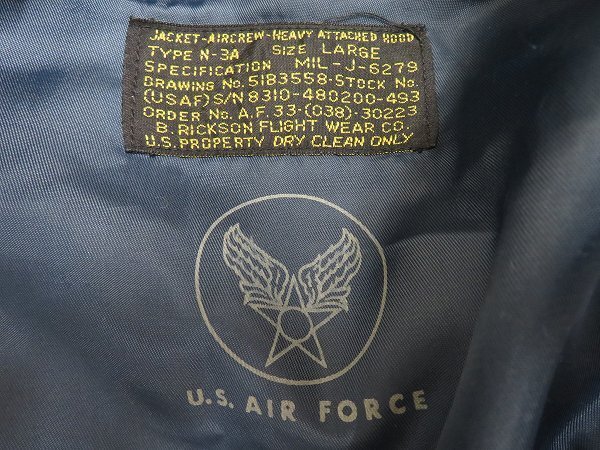 JACKET-AIRCREW-HEAVY ATTACHED HOOD
TYPE N-3A SIZE LARGE
SPECIFICATION MIL-J-6279
DRAWING No. 5183558-STOCK No.
(USAF) S/N 8310-480200-493
ORDER No. A.F. 33-(038)-30223
B. RICKSON FLIGHT WEAR CO.
U.S. PROPERTY DRY CLEAN ONLY
U.S. AIR FORCE